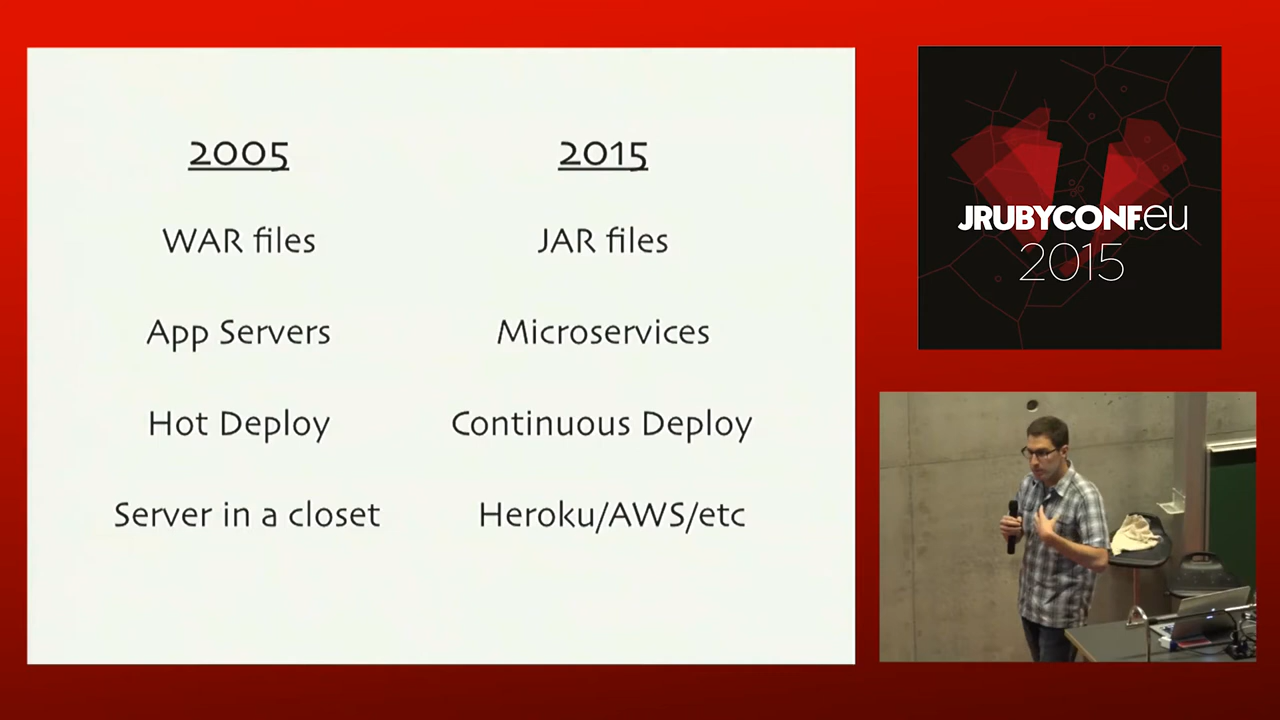 2005 2015
WAR files JAR files
App Servers Microservices
Hot Deploy Continuous Deploy
Server in a closet Heroku/AWS/etc
JRUBYCONF.eu
2015